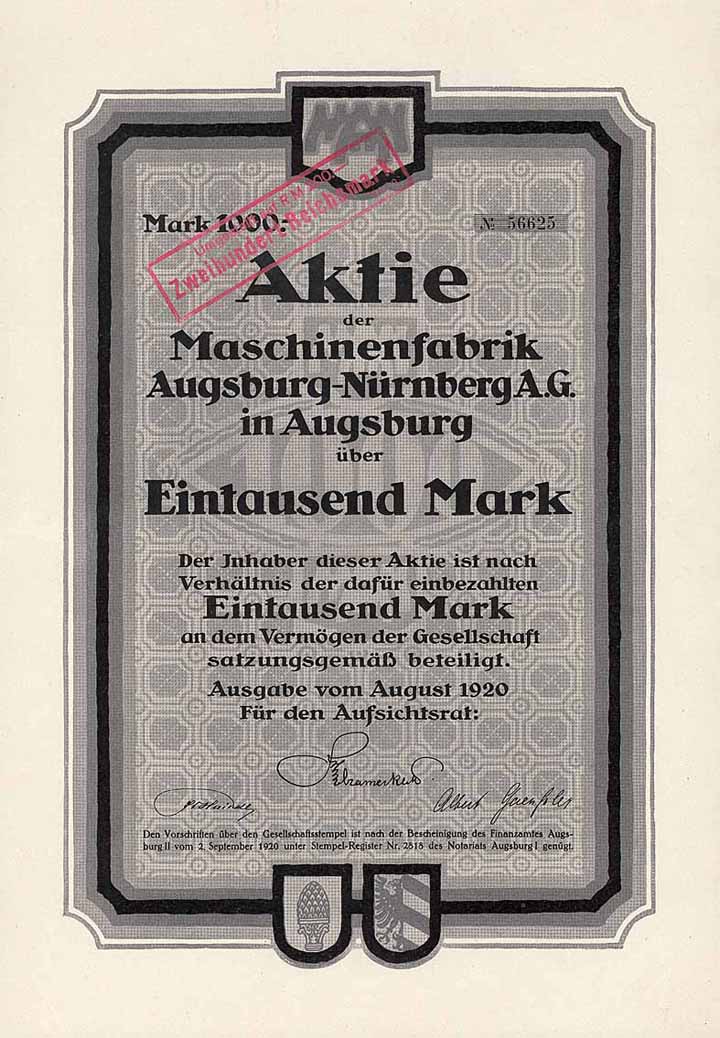 MAN
Mark 1000.-
№ 56625
Zweihundert Reichsmark
Aktie
der
Maschinenfabrik
Augsburg-Nürnberg A.G.
in Augsburg
über
Eintausend Mark
Der Inhaber dieser Aktie ist nach
Verhältnis der dafür einbezahlten
Eintausend Mark
an dem Vermögen der Gesellschaft
satzungsgemäß beteiligt.
Ausgabe vom August 1920
Für den Aufsichtsrat:
Albert
Den Vorschriften über den Gesellschaftsstempel ist nach der Bescheinigung des Finanzamtes Augs-
burg II vom 2. September 1920 unter Stempel-Register Nr. 2818 des Notariats Augsburg I genügt.